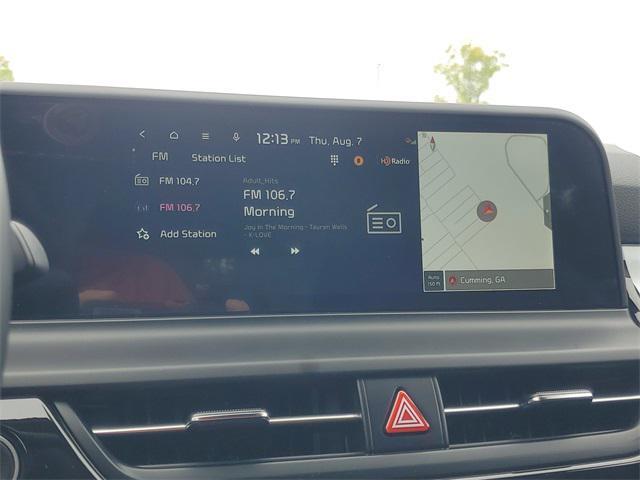 12:13 PM Thu, Aug. 7
FM Station List
HD Radio
FM 104.7
FM 106.7
Add Station
Adult_Hits
FM 106.7
Morning
Joy In The Morning - Tauren Wells
- K-LOVE
Auto
150 ft
Cumming, GA